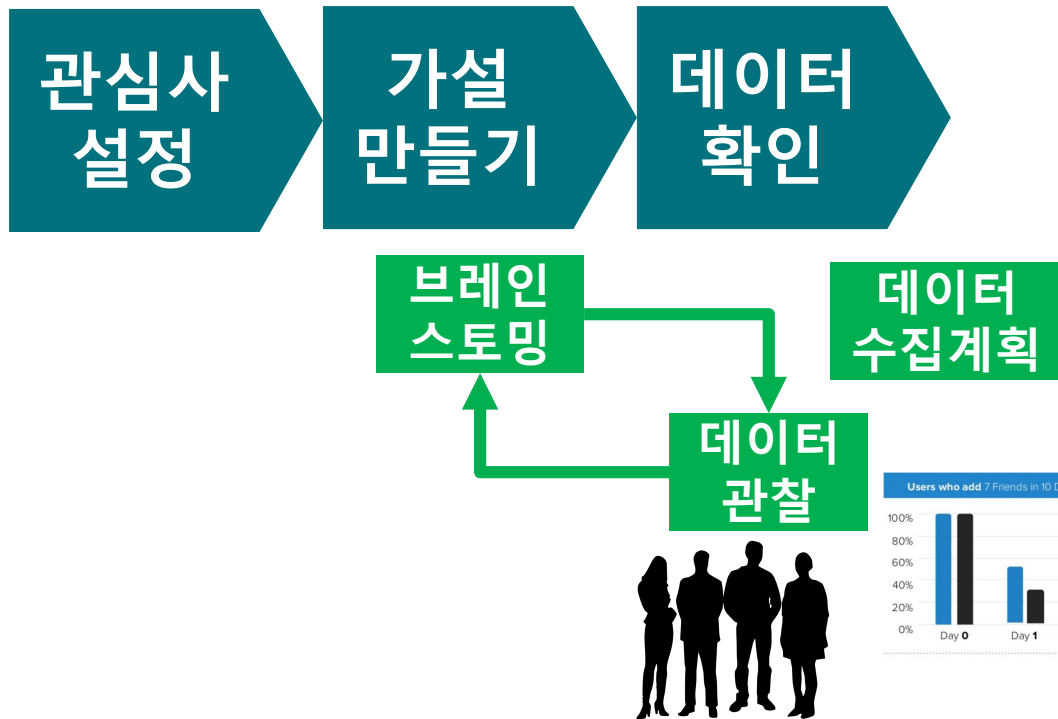 관심사
설정
가설
만들기
데이터
확인
브레인
스토밍
데이터
수집계획
데이터
관찰
Users who add 7 Friends in 10 D
100%
80%
60%
40%
20%
0%
Day 0
Day 1